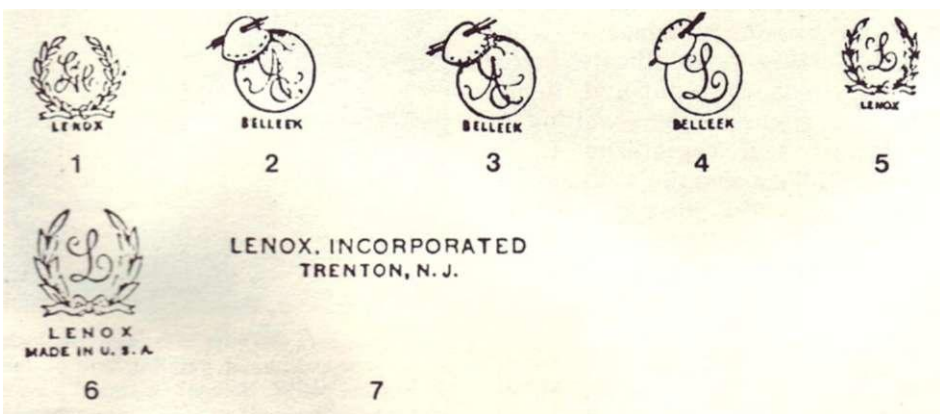 LENOX
BELLEEK
BELLEEK
L
BELLEEK
L
LENOX
1
2
3
4
5
L
LENOX
MADE IN U. S. A.
LENOX, INCORPORATED
TRENTON, N. J.
6
7